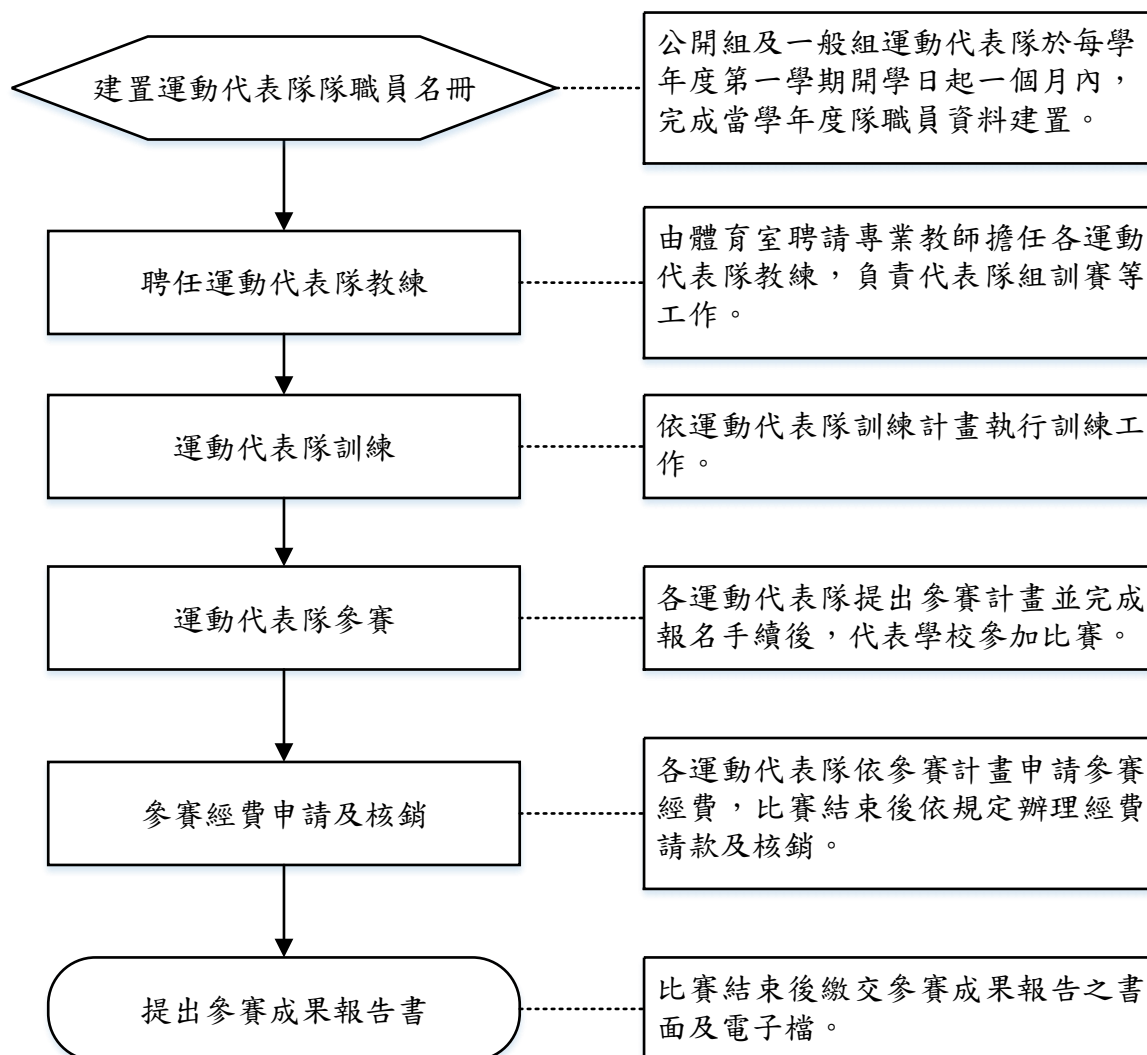 建置運動代表隊隊職員名冊
公開組及一般組運動代表隊於每學
年度第一學期開學日起一個月內，
完成當學年度隊職員資料建置。
聘任運動代表隊教練
由體育室聘請專業教師擔任各運動
代表隊教練，負責代表隊組訓賽等
工作。
運動代表隊訓練
依運動代表隊訓練計畫執行訓練工
作。
運動代表隊參賽
各運動代表隊提出參賽計畫並完成
報名手續後，代表學校參加比賽。
參賽經費申請及核銷
各運動代表隊依參賽計畫申請參賽
經費，比賽結束後依規定辦理經費
請款及核銷。
提出參賽成果報告書
比賽結束後繳交參賽成果報告之書
面及電子檔。